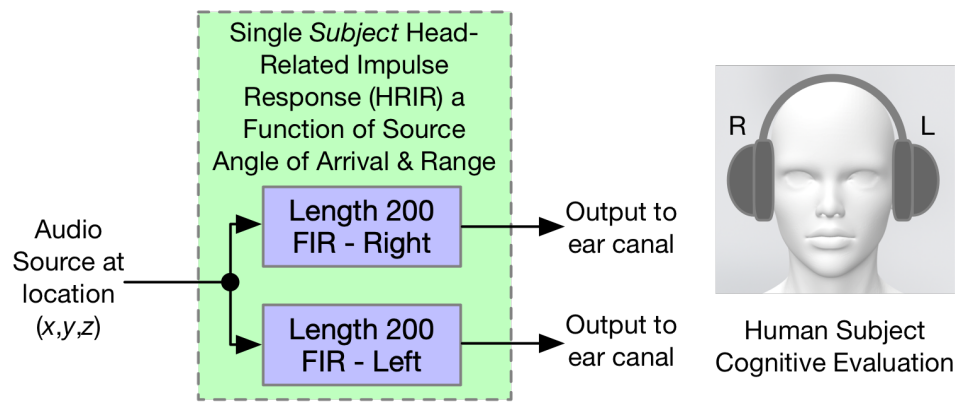 Single Subject Head-
Related Impulse
Response (HRIR) a
Function of Source
Angle of Arrival & Range
Audio
Source at
location
(x,y,z)
Length 200
FIR - Right
Output to
ear canal
Length 200
FIR - Left
Output to
ear canal
R
L
Human Subject
Cognitive Evaluation